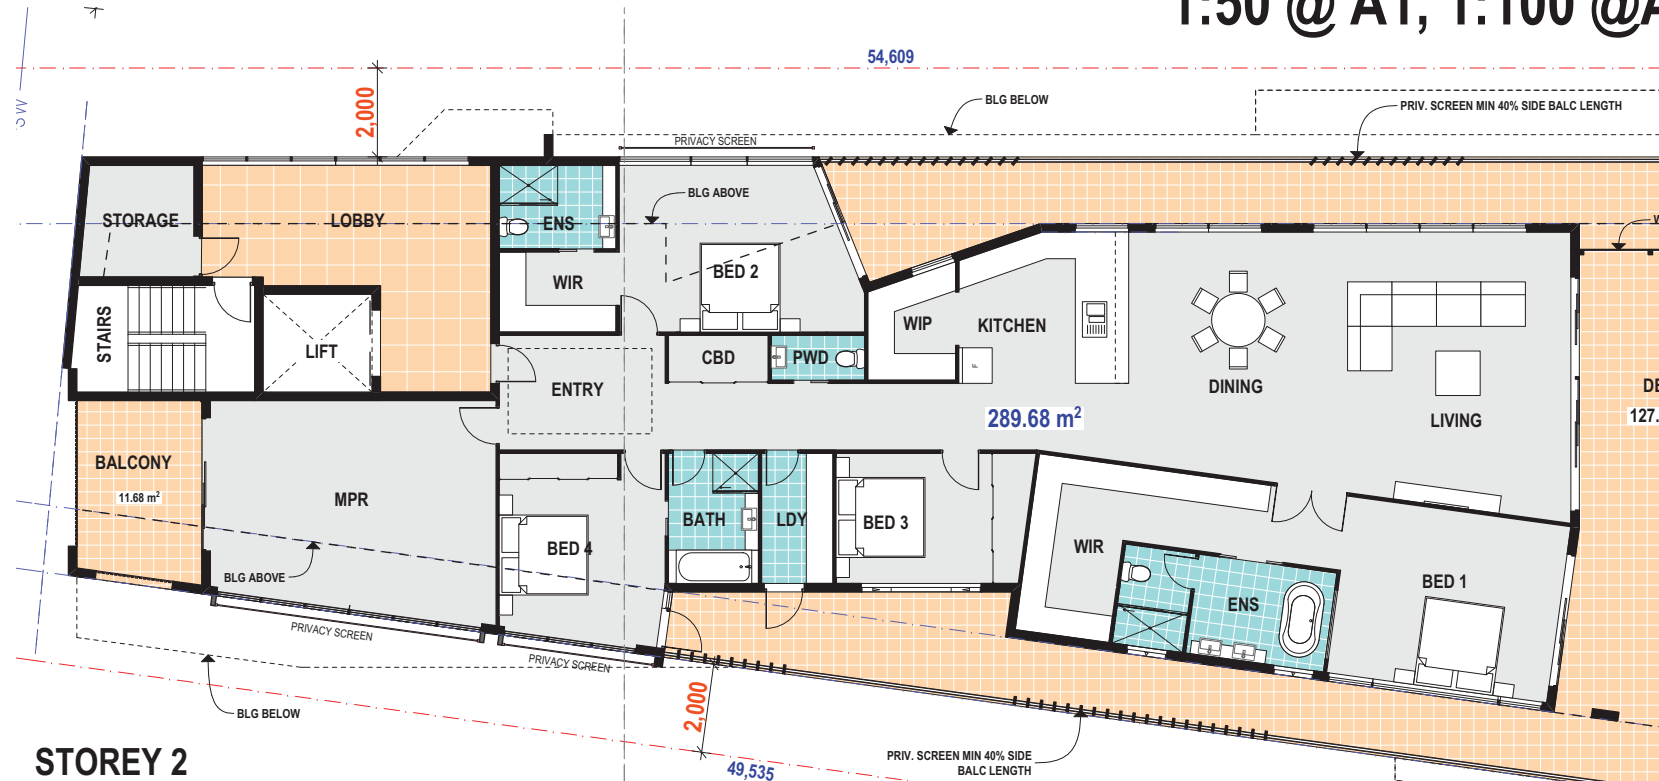 1:50 @ A1, 1:100 @A
54,609
BLG BELOW
PRIV. SCREEN MIN 40% SIDE BALC LENGTH
2,000
PRIVACY SCREEN
BLG ABOVE
STORAGE
LOBBY
ENS
WIR
BED 2
STAIRS
LIFT
ENTRY
CBD
PWD
WIP
KITCHEN
F
DINING
LIVING
289.68 m²
DE
127.
BALCONY
11.68 m²
MPR
BLG ABOVE
BED 4
BATH
LDY
BED 3
WIR
ENS
BED 1
PRIVACY SCREEN
PRIVACY SCREEN
BLG BELOW
2,000
PRIV. SCREEN MIN 40% SIDE
BALC LENGTH
49,535
STOREY 2